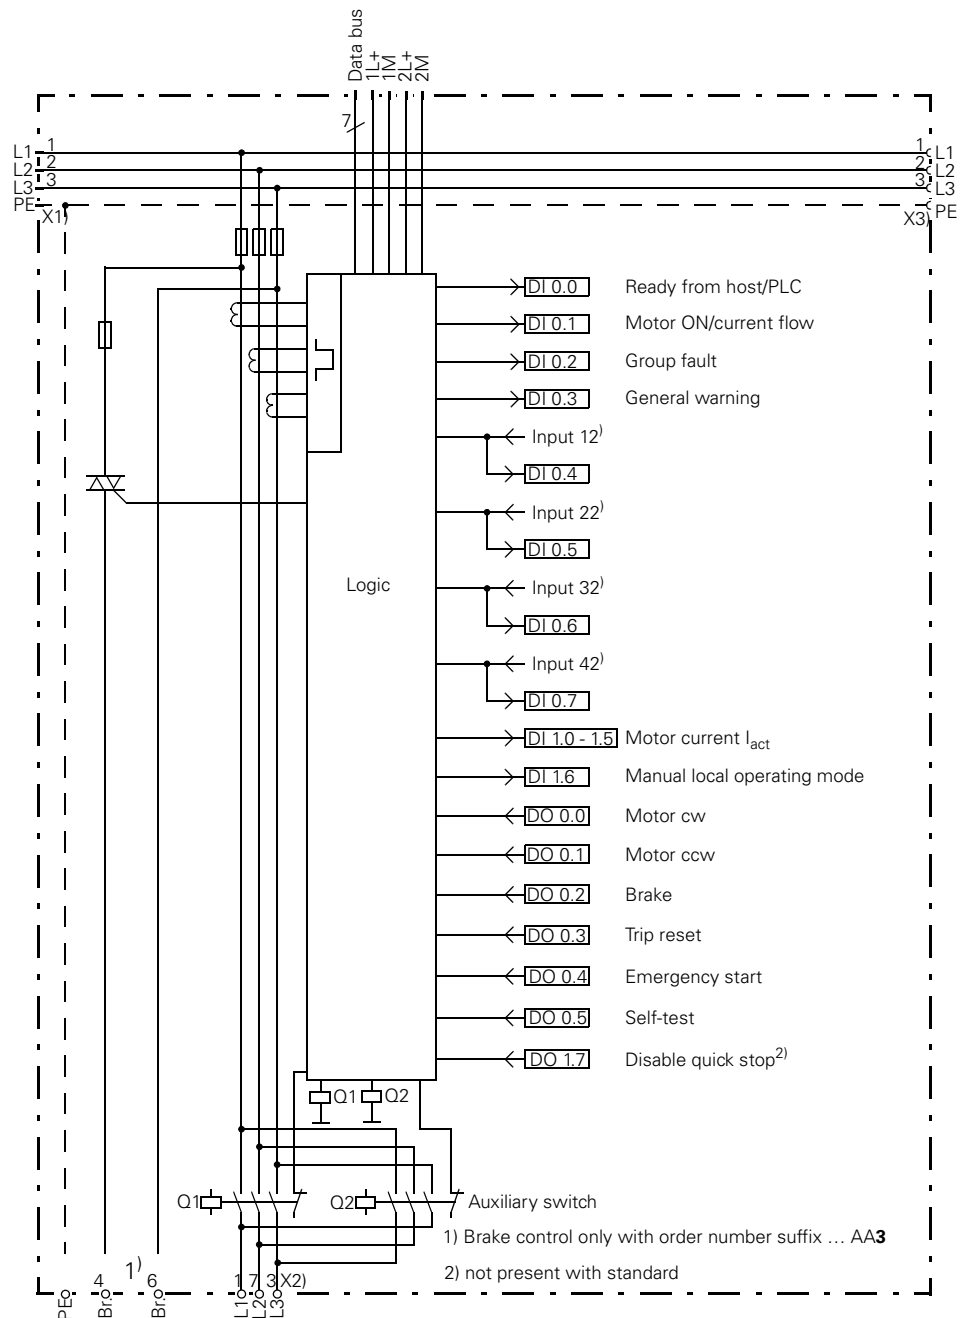 Data bus
1L+
1M
2L+
2M
7
L1 1 1 L1
L2 2 2 L2
L3 3 3 L3
PE PE
X1) X3)
DI 0.0 Ready from host/PLC
DI 0.1 Motor ON/current flow
DI 0.2 Group fault
DI 0.3 General warning
Input 12)
DI 0.4
Input 22)
DI 0.5
Logic
Input 32)
DI 0.6
Input 42)
DI 0.7
DI 1.0 - 1.5 Motor current Iact
DI 1.6 Manual local operating mode
DO 0.0 Motor cw
DO 0.1 Motor ccw
DO 0.2 Brake
DO 0.3 Trip reset
DO 0.4 Emergency start
DO 0.5 Self-test
DO 1.7 Disable quick stop2)
Q1 Q2
Q1 Q2 Auxiliary switch
1) Brake control only with order number suffix ... AA3
2) not present with standard
4 1) 6 1 7 3 X2)
PE Br. Br. L1 L2 L3